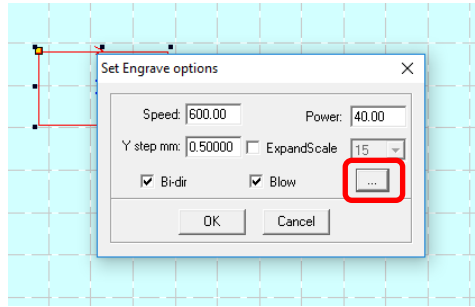 Set Engrave options
Speed: 600.00 Power: 40.00
Y step mm: 0.50000 ExpandScale 15
Bi-dir Blow ...
OK Cancel